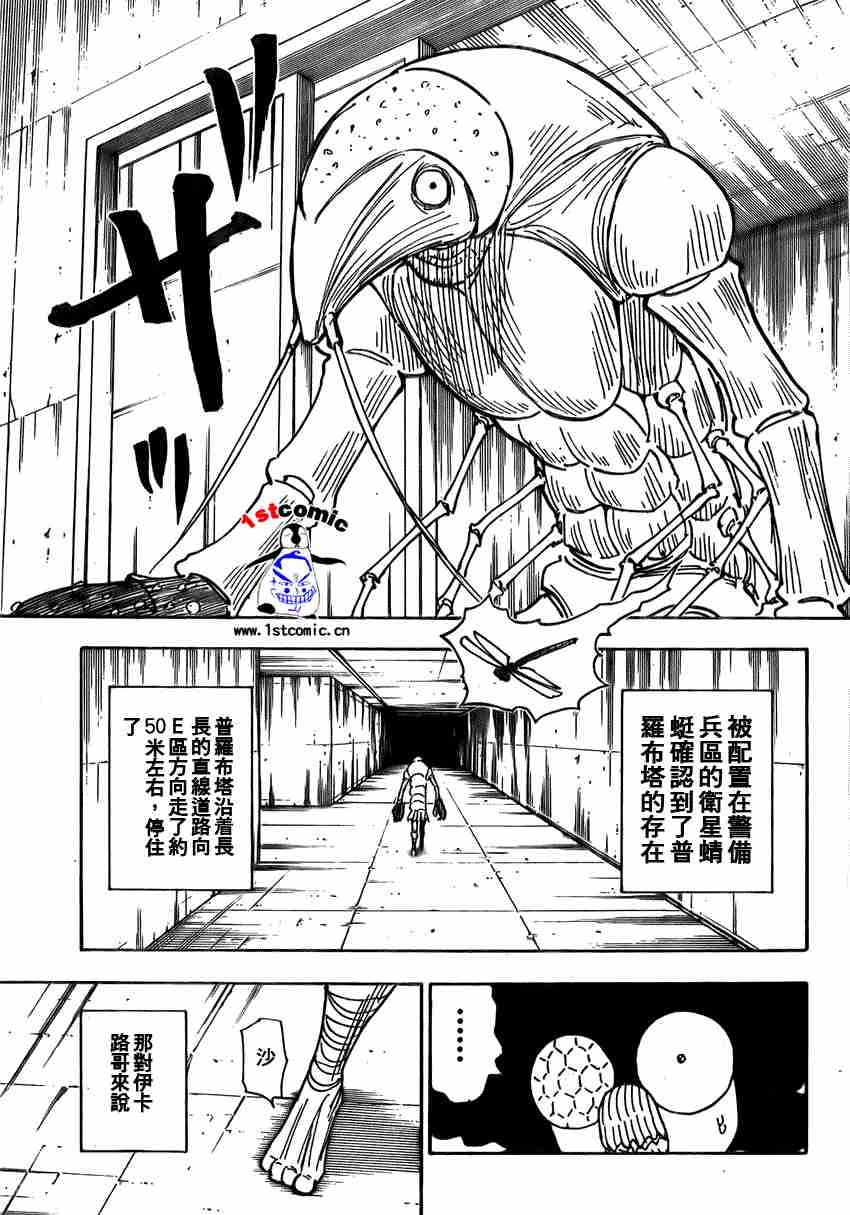 ザッ
ザッ
1stcomic
www.1stcomic.cn
被配置在警備
兵區的衛星蜻
蜓確認到了普
羅布塔的存在
普羅布塔沿着長
長的直線道路向
E區方向走了約
50米左右，停住
了
……
沙
那對伊卡
路哥來說